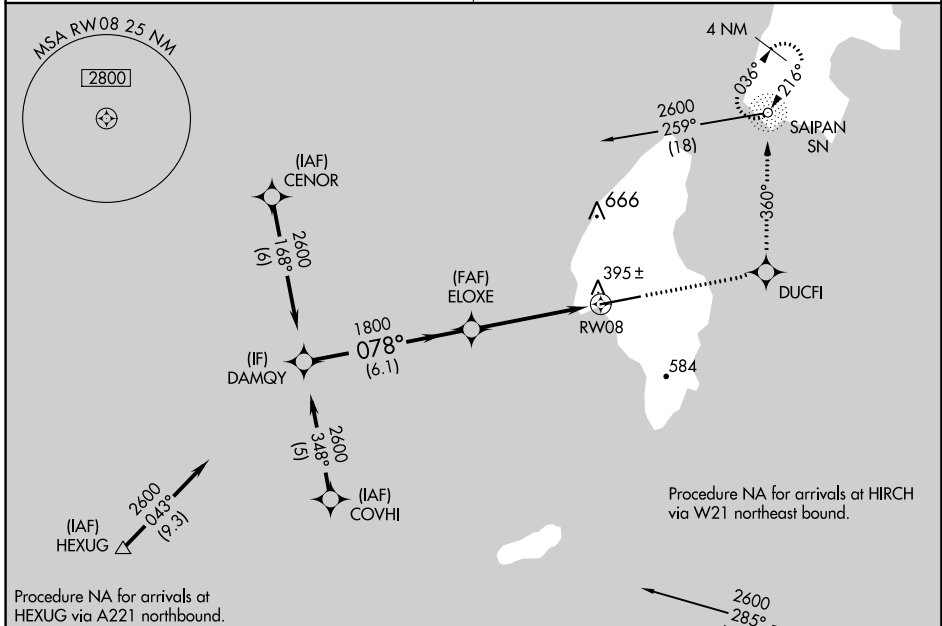 MSA RW08 25 NM
2800
4 NM
036°
216°
2600
259°
(18)
SAIPAN
SN
(IAF)
CENOR
2600
168°
(6)
666
360°
(FAF)
ELOXE
395±
DUCFI
RW08
1800
078°
(6.1)
(IF)
DAMQY
584
2600
348°
(5)
(IAF)
COVHI
2600
043°
(9.3)
(IAF)
HEXUG
Procedure NA for arrivals at HIRCH
via W21 northeast bound.
Procedure NA for arrivals at
HEXUG via A221 northbound.
2600
285°